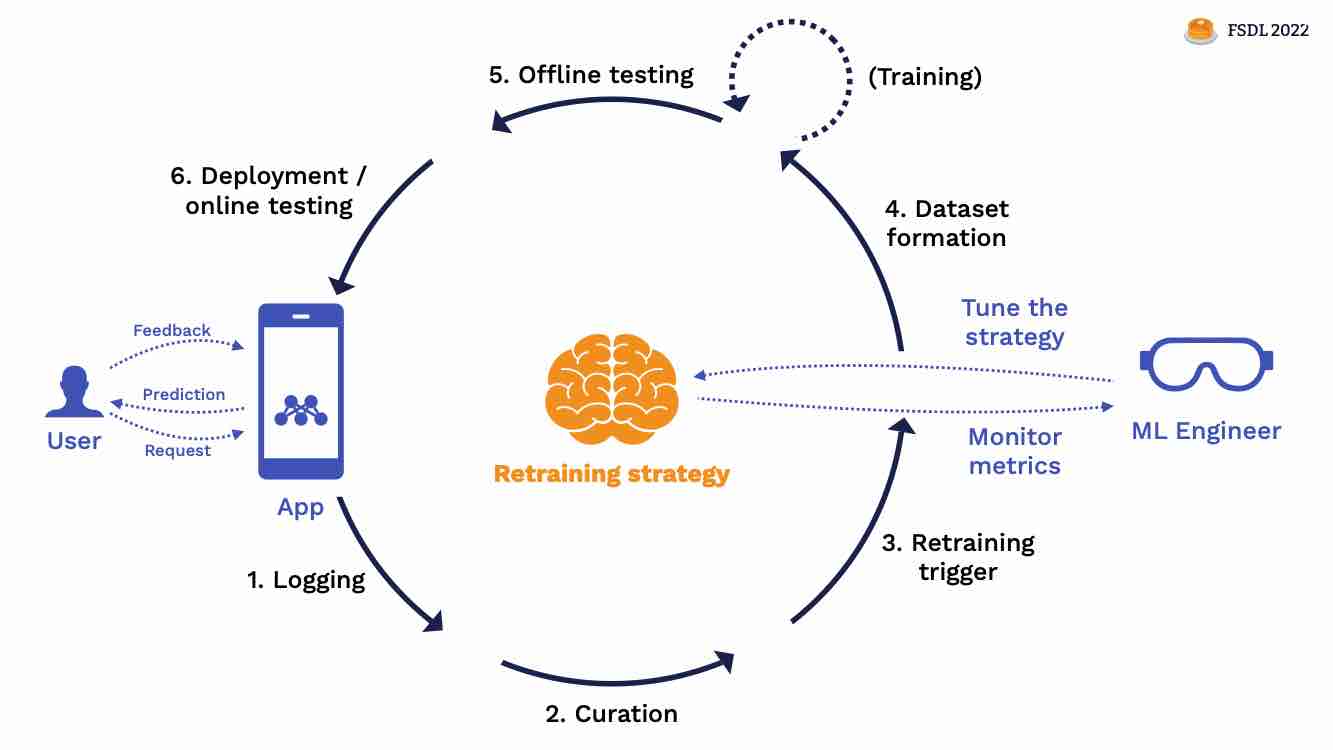 FSDL 2022
5. Offline testing
(Training)
6. Deployment /
online testing
4. Dataset
formation
Tune the
strategy
Feedback
Prediction
Request
User
App
Retraining strategy
ML Engineer
Monitor
metrics
3. Retraining
trigger
1. Logging
2. Curation